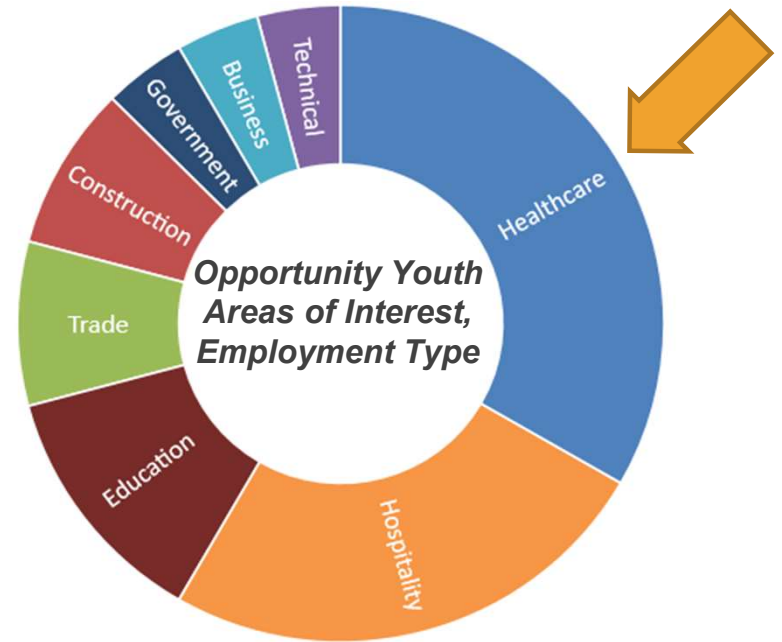 Technical
Business
Government
Construction
Healthcare
Opportunity Youth
Areas of Interest,
Employment Type
Trade
Education
Hospitality